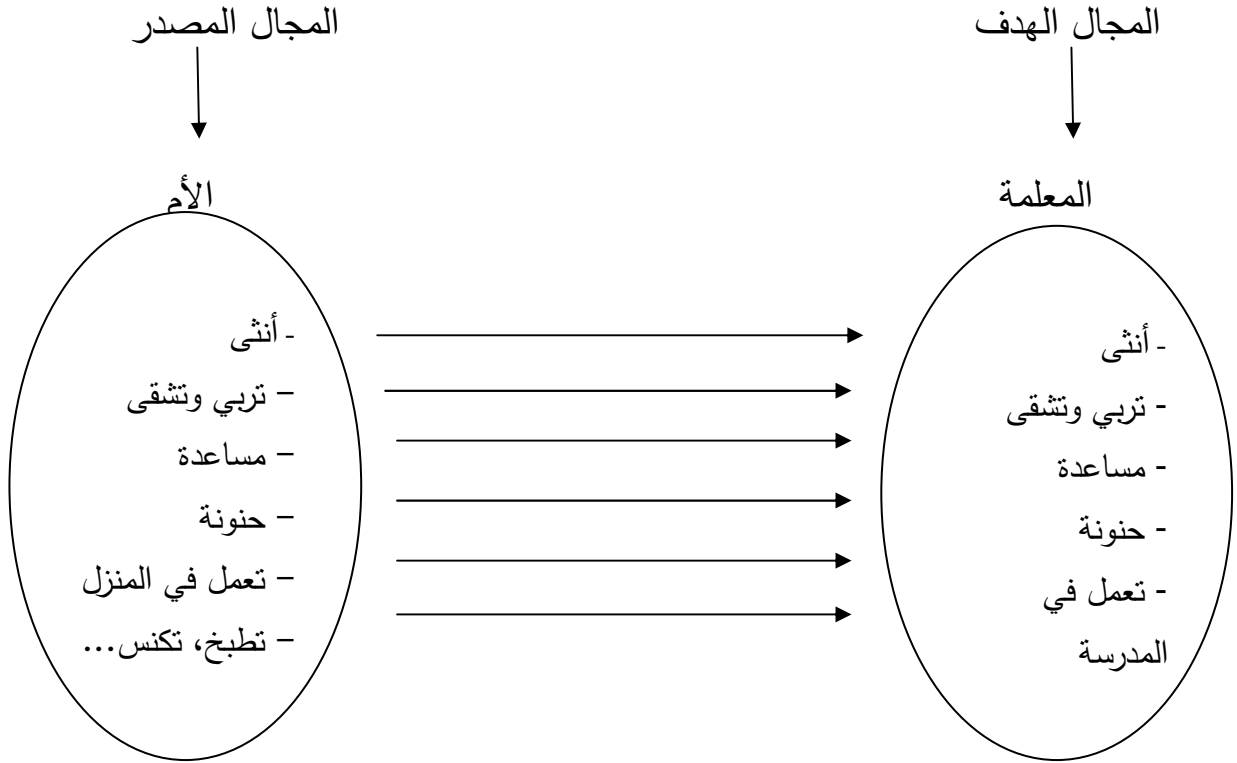 المجال الهدف
المجال المصدر
المعلمة
الأم
- أنثى
- تربي وتشقى
- مساعدة
- حنونة
- تعمل في
المدرسة
- أنثى
– تربي وتشقى
– مساعدة
– حنونة
– تعمل في المنزل
– تطبخ، تكنس...